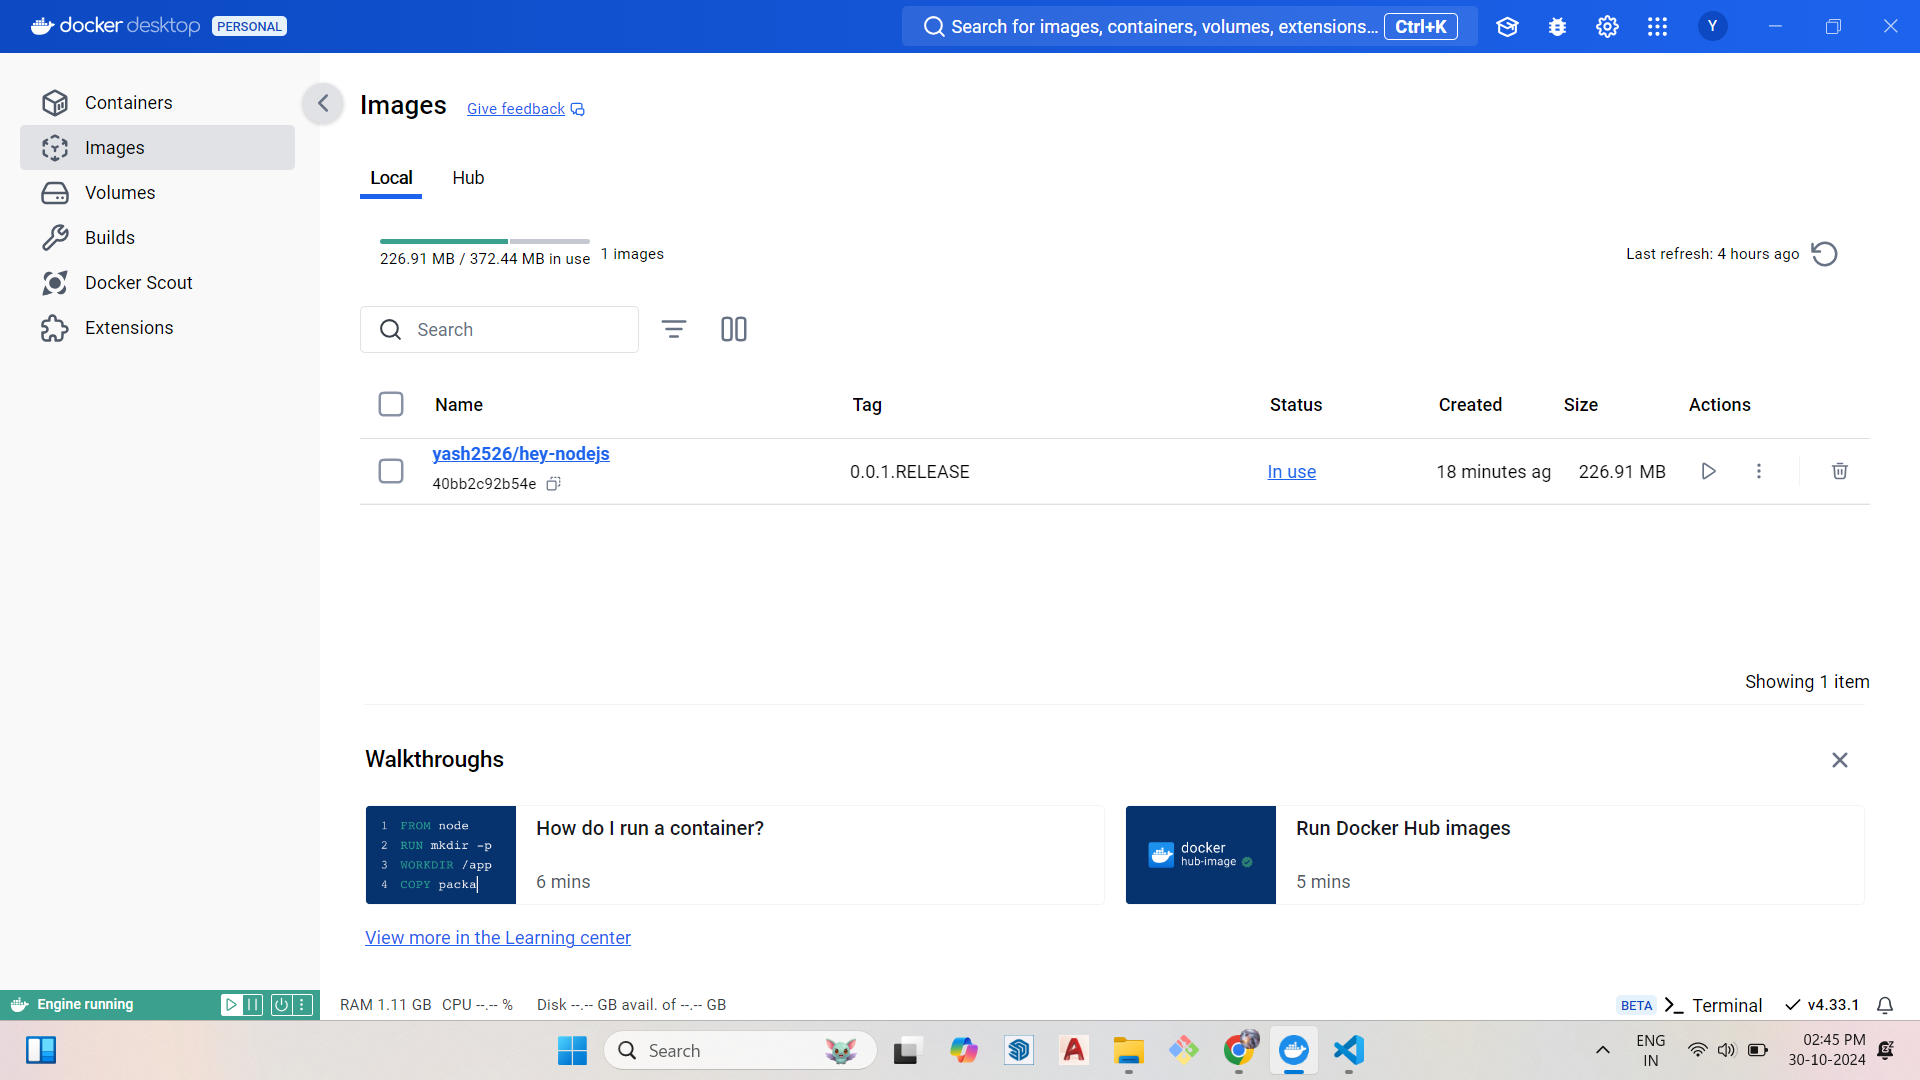 docker desktop PERSONAL
Search for images, containers, volumes, extensions... Ctrl+K
Y
Containers
Images
Volumes
Builds
Docker Scout
Extensions
Images Give feedback
Local Hub
226.91 MB / 372.44 MB in use 1 images
Last refresh: 4 hours ago
Search
Name Tag Status Created Size Actions
yash2526/hey-nodejs
40bb2c92b54e
0.0.1.RELEASE In use 18 minutes ag 226.91 MB
Showing 1 item
Walkthroughs
1 FROM node
2 RUN mkdir -p
3 WORKDIR /app
4 COPY packa
How do I run a container?
6 mins
docker
hub-image
Run Docker Hub images
5 mins
View more in the Learning center
Engine running
RAM 1.11 GB CPU --.-- % Disk --.-- GB avail. of --.-- GB
BETA >_ Terminal v4.33.1
Search
ENG
IN
02:45 PM
30-10-2024